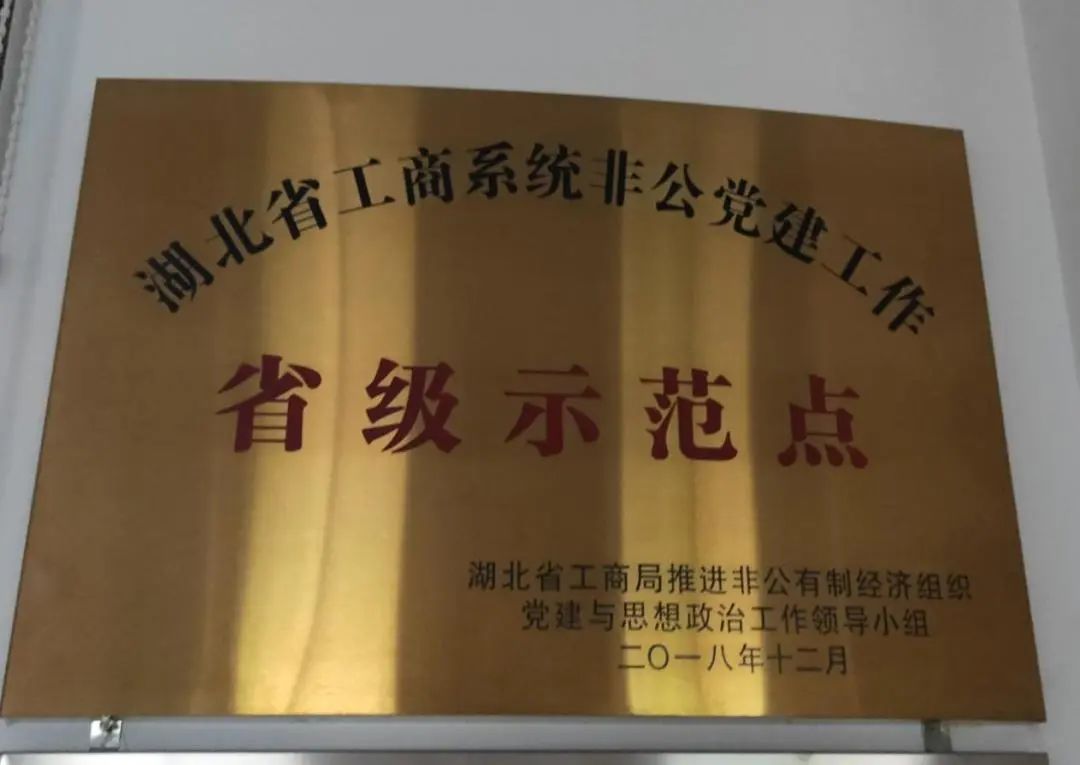 湖北省工商系统非公党建工作
省级示范点
湖北省工商局推进非公有制经济组织
党建与思想政治工作领导小组
二〇一八年十二月